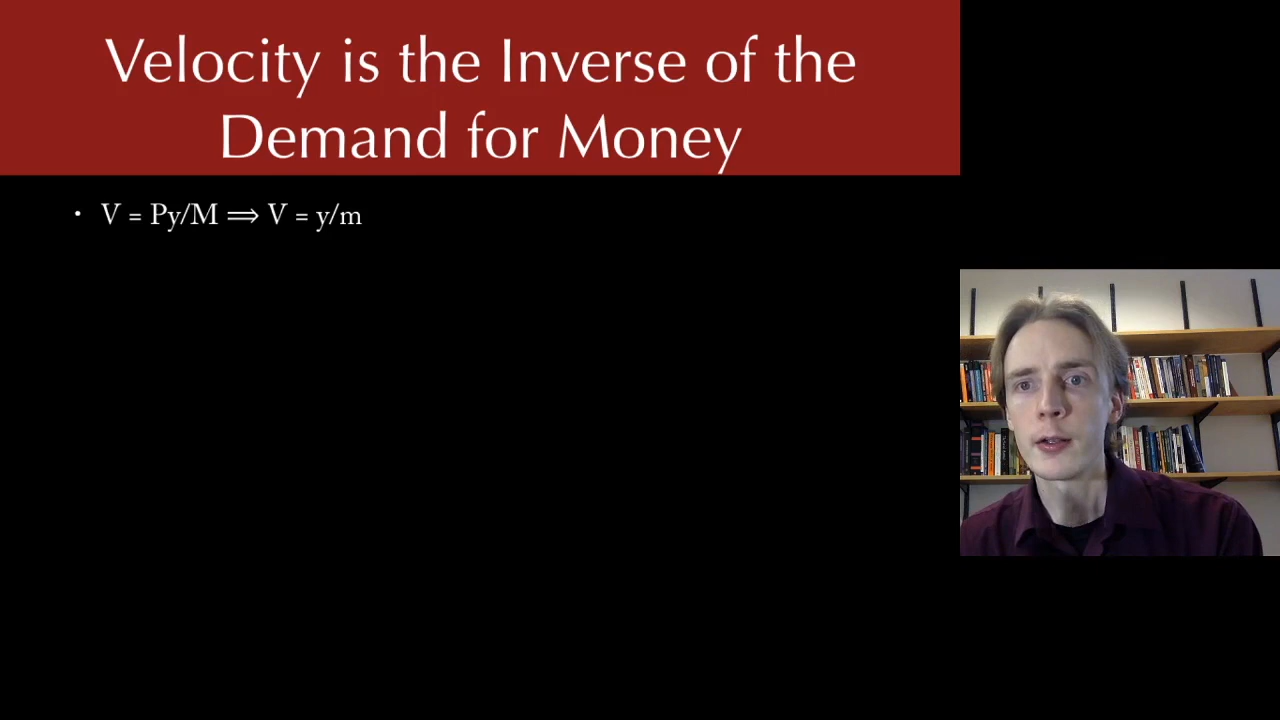 Velocity is the Inverse of the
Demand for Money
• V = Py/M ⟹ V = y/m